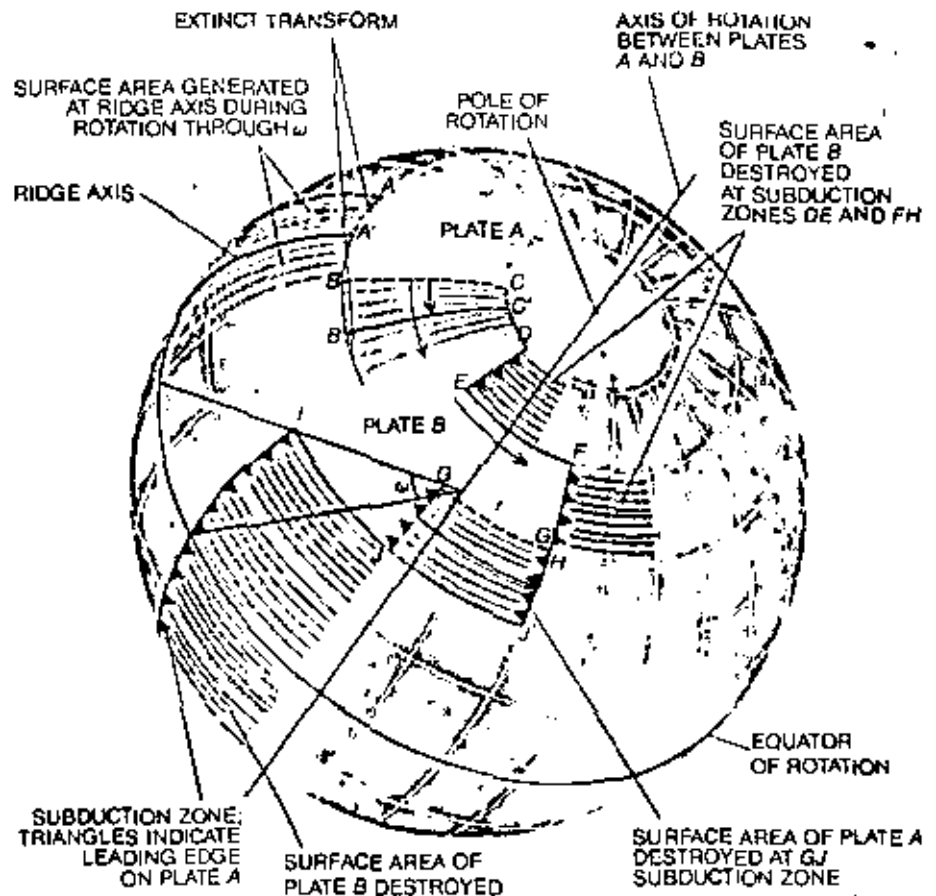 EXTINCT TRANSFORM
AXIS OF ROTATION
BETWEEN PLATES
A AND B
SURFACE AREA GENERATED
AT RIDGE AXIS DURING
ROTATION THROUGH ω
POLE OF
ROTATION
SURFACE AREA
OF PLATE B
DESTROYED
AT SUBDUCTION
ZONES DE AND FH
RIDGE AXIS
A
A'
PLATE A
B
C
C'
B'
D
E
PLATE B
F
I
G
ω
G
H
J
EQUATOR
OF ROTATION
SUBDUCTION ZONE;
TRIANGLES INDICATE
LEADING EDGE
ON PLATE A
SURFACE AREA OF
PLATE B DESTROYED
SURFACE AREA OF PLATE A
DESTROYED AT GJ
SUBDUCTION ZONE